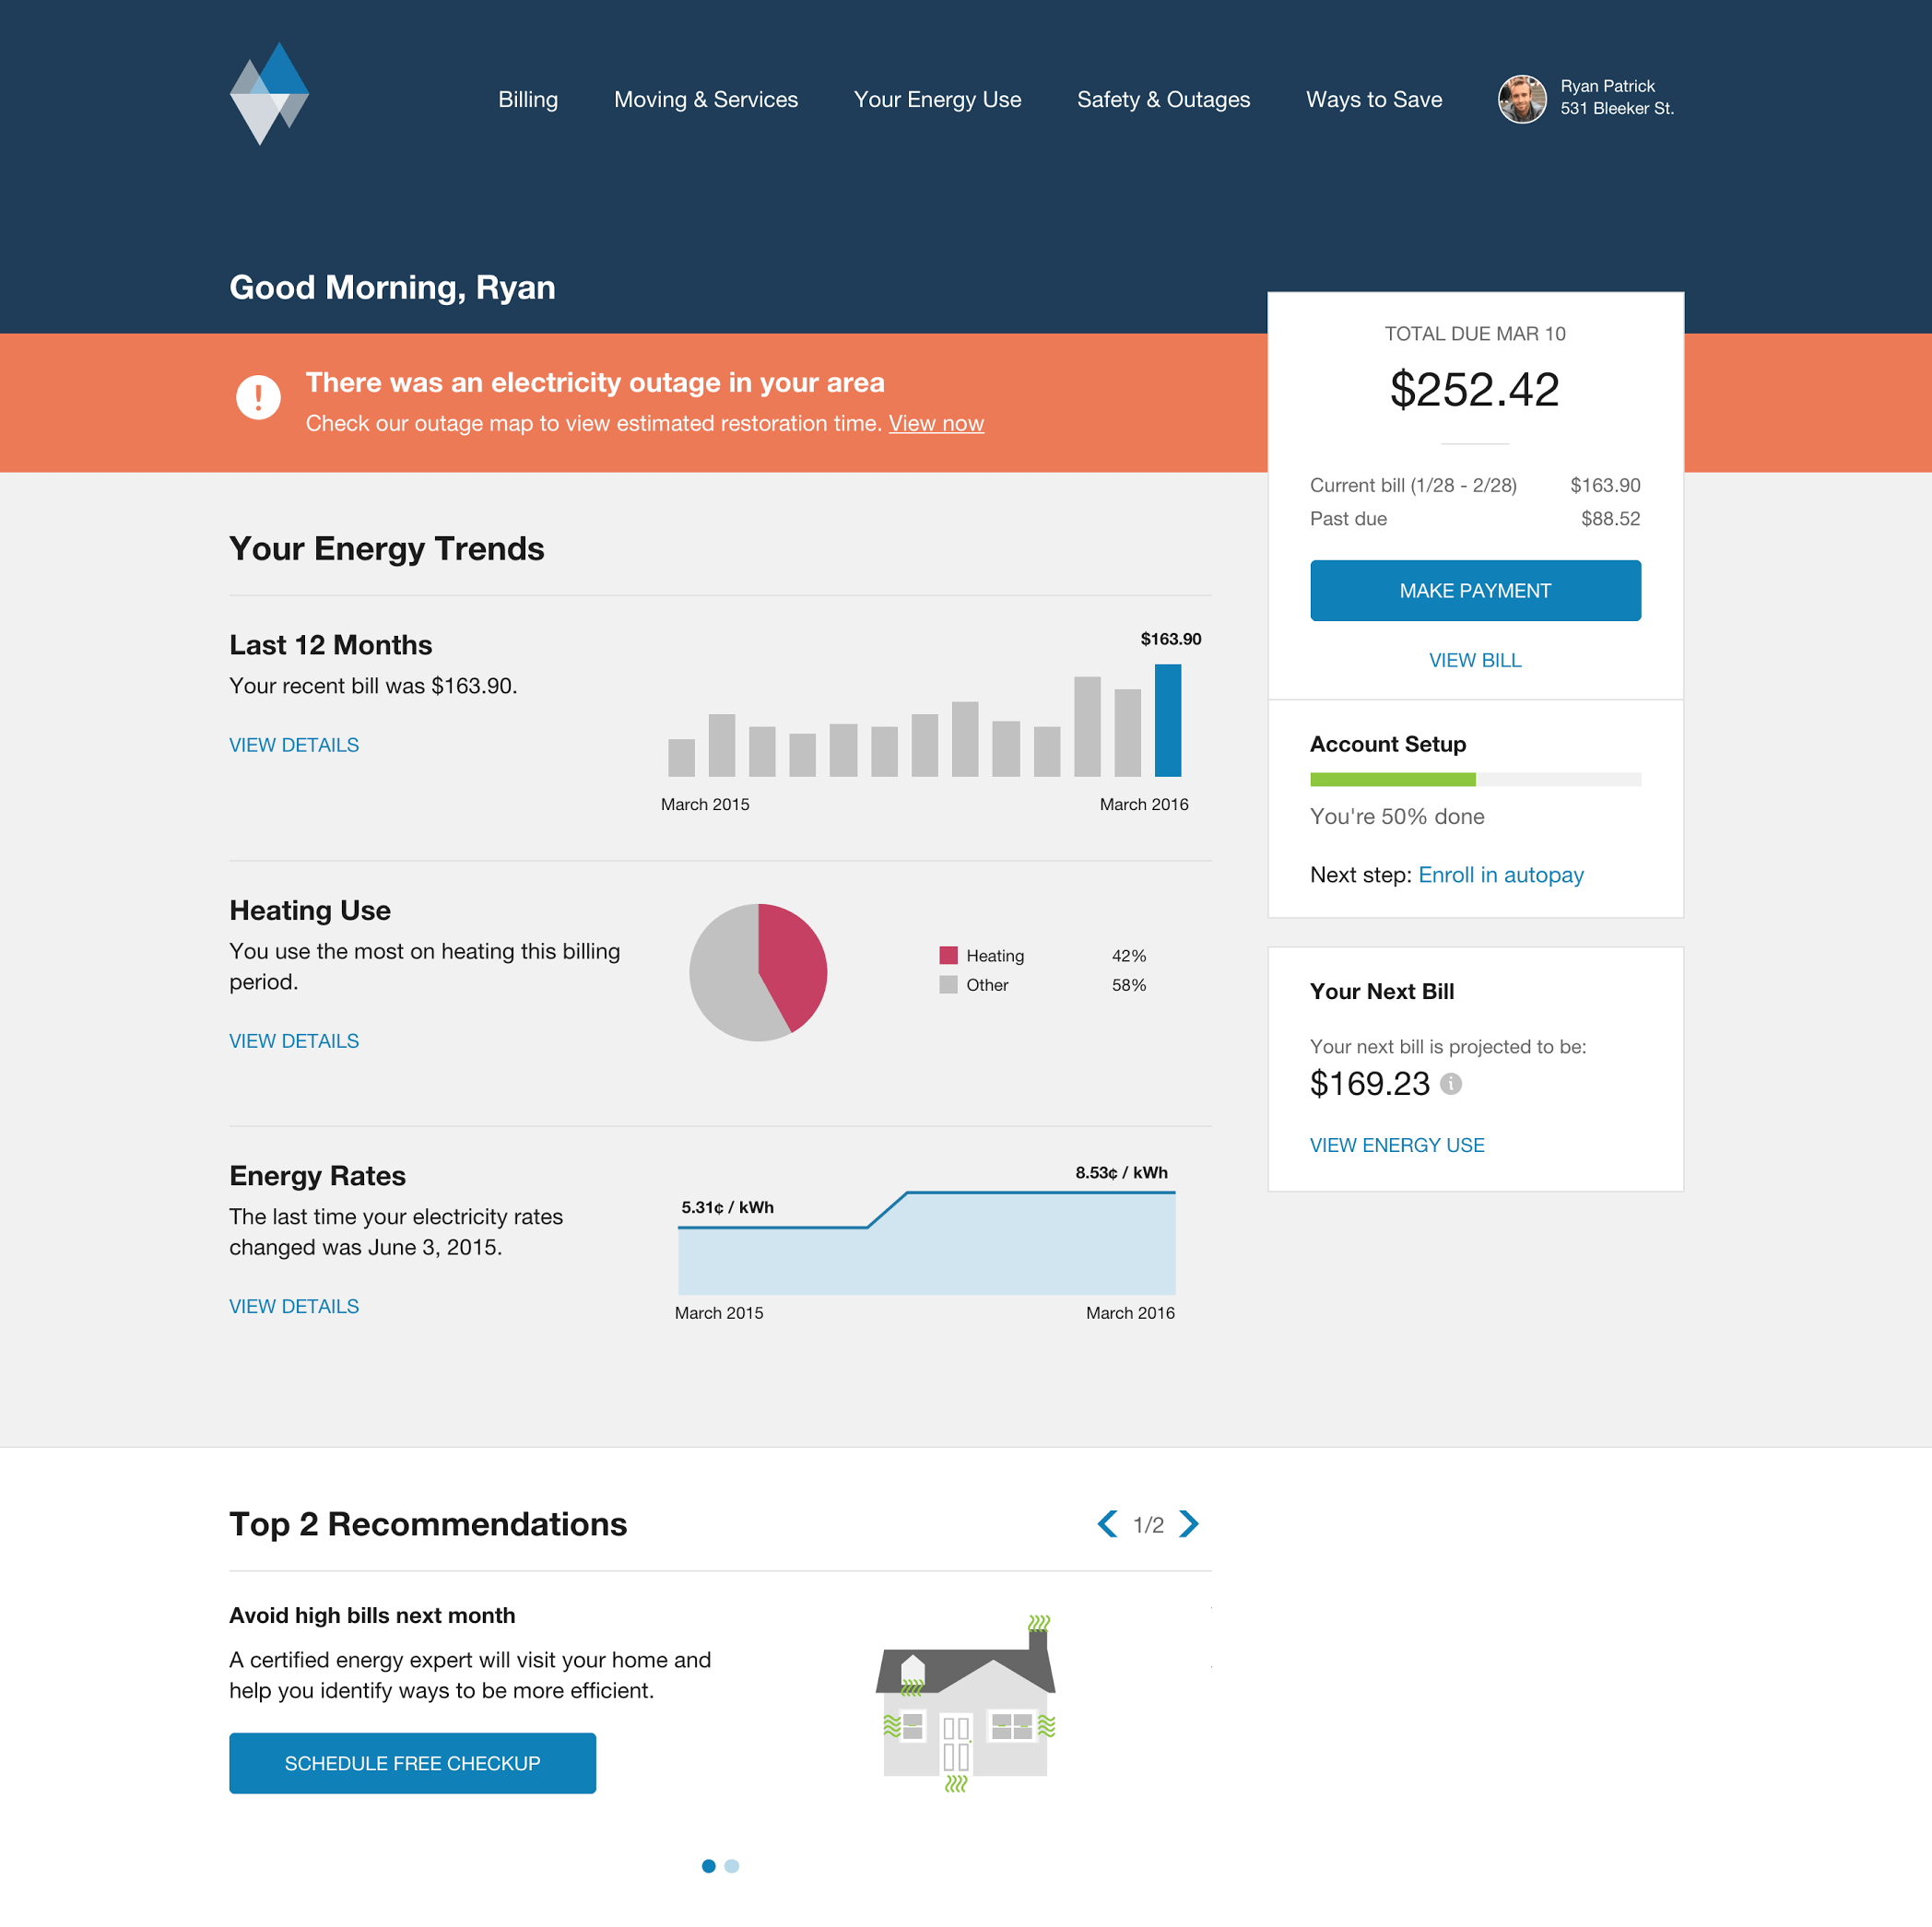 Billing
Moving & Services
Your Energy Use
Safety & Outages
Ways to Save
Ryan Patrick
531 Bleeker St.
Good Morning, Ryan
There was an electricity outage in your area
Check our outage map to view estimated restoration time. View now
TOTAL DUE MAR 10
$252.42
Current bill (1/28 - 2/28) $163.90
Past due $88.52
MAKE PAYMENT
VIEW BILL
Account Setup
You're 50% done
Next step: Enroll in autopay
Your Next Bill
Your next bill is projected to be:
$169.23
VIEW ENERGY USE
Your Energy Trends
Last 12 Months
Your recent bill was $163.90.
VIEW DETAILS
$163.90
March 2015
March 2016
Heating Use
You use the most on heating this billing
period.
VIEW DETAILS
Heating 42%
Other 58%
Energy Rates
The last time your electricity rates
changed was June 3, 2015.
VIEW DETAILS
5.31¢ / kWh
8.53¢ / kWh
March 2015
March 2016
Top 2 Recommendations
1/2
Avoid high bills next month
A certified energy expert will visit your home and
help you identify ways to be more efficient.
SCHEDULE FREE CHECKUP